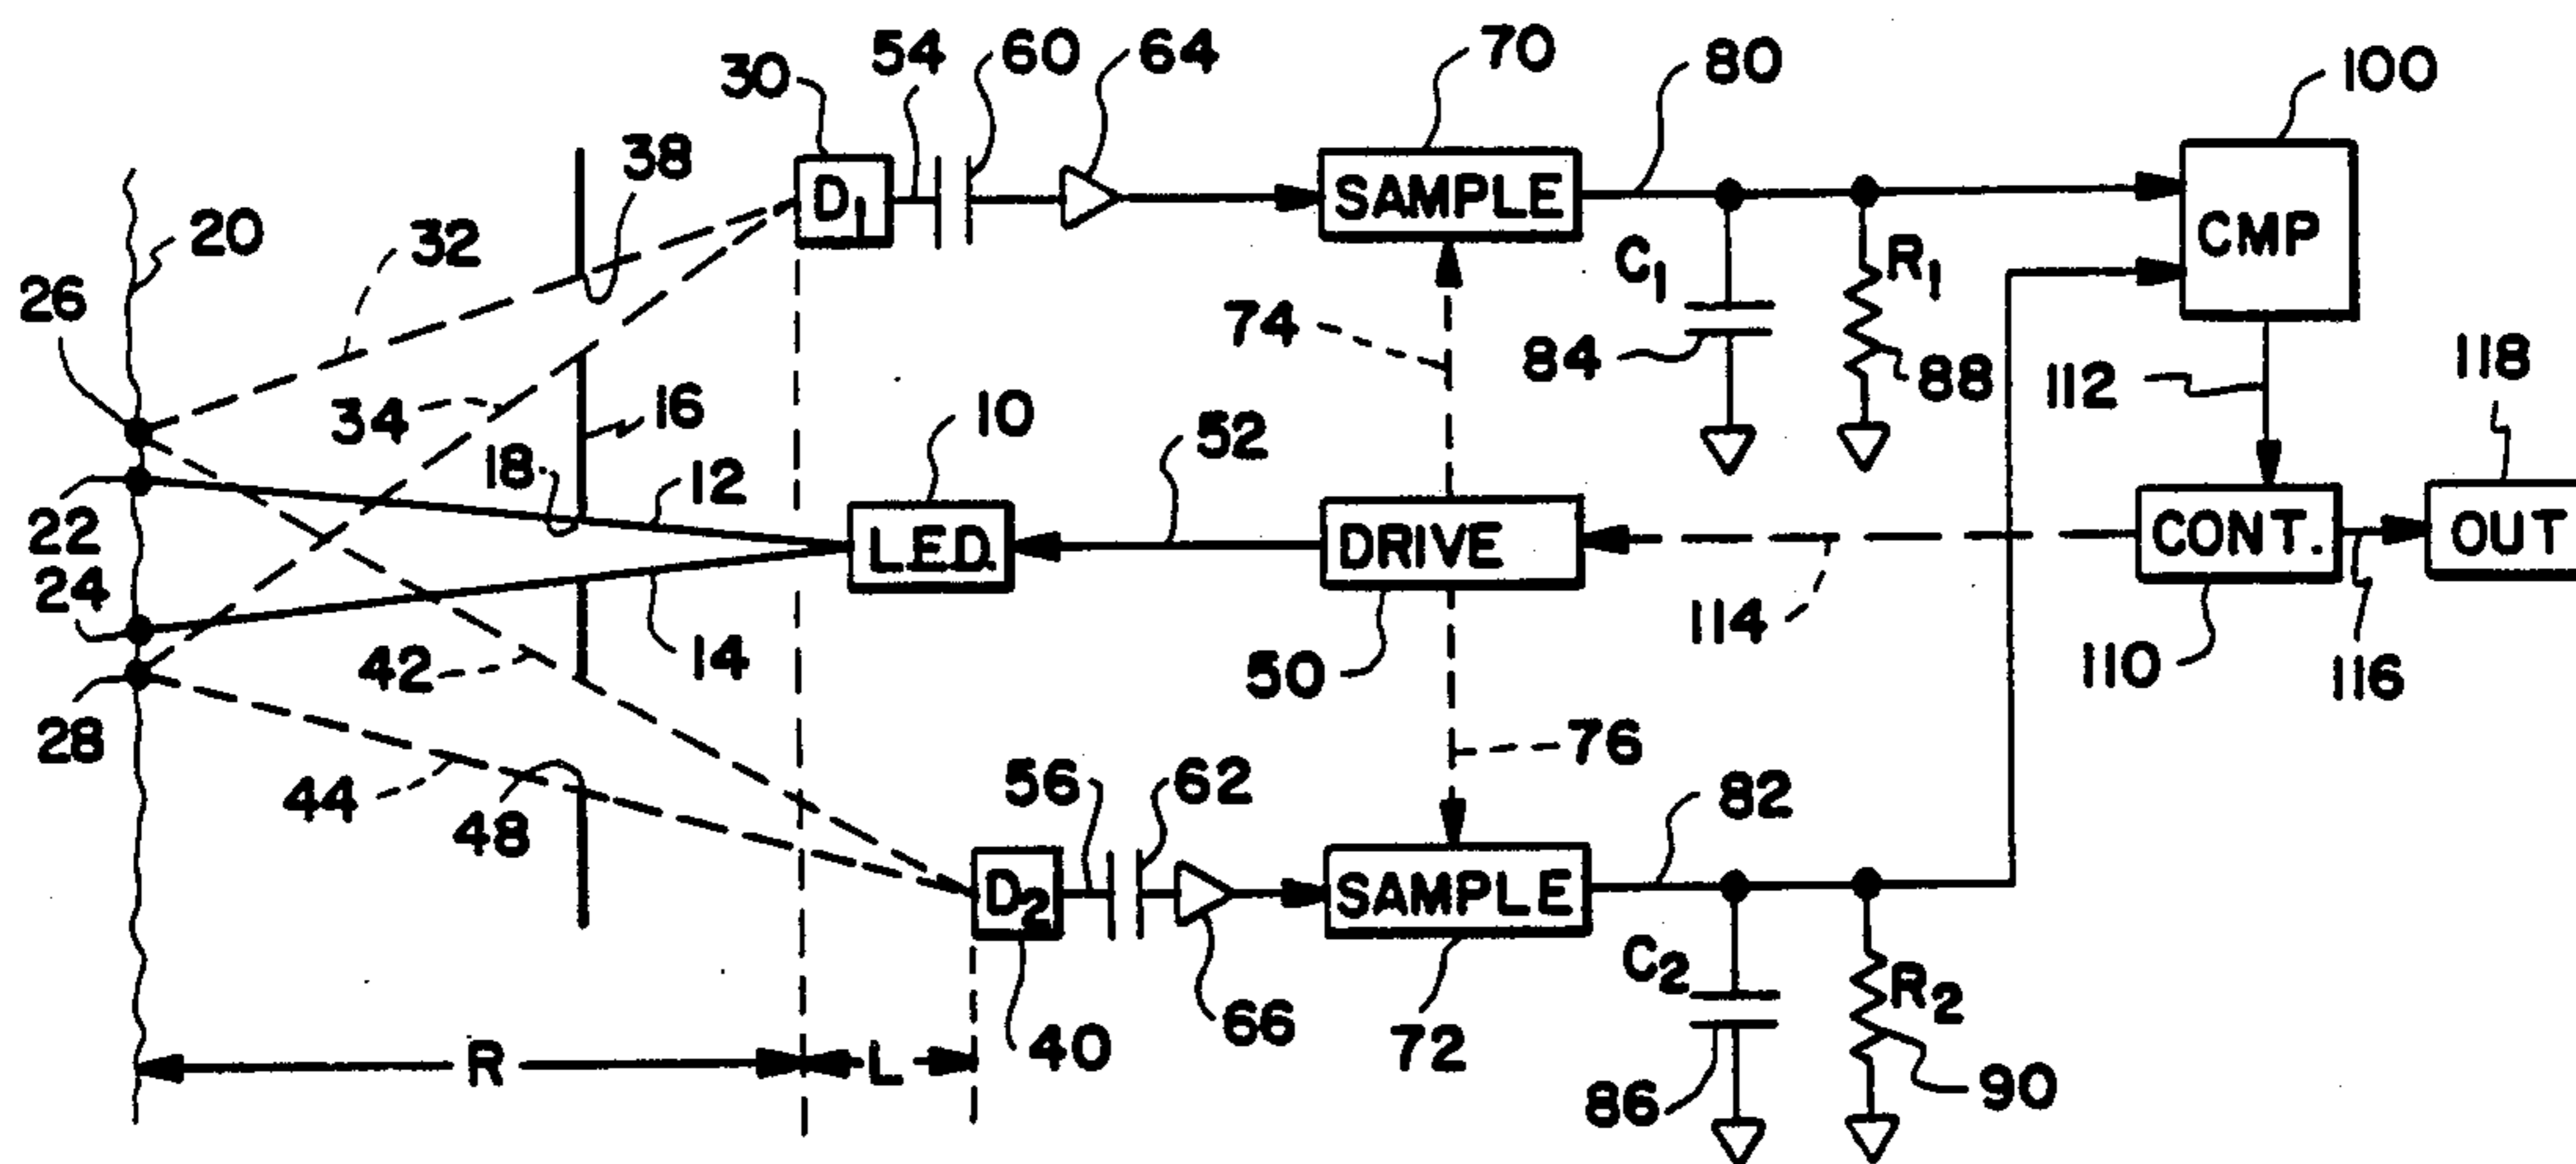 30 54 60 64 70 80 100
38
D1 SAMPLE CMP
20 32
26
C1 R1
74 84 88 112 118
34 16 10 52
18 12
22 L.E.D. DRIVE CONT. OUT
24
42 14 50 114 110 116
28
44 48 56 62 76 82
D2 SAMPLE
C2 R2
R L 40 66 72 86 90